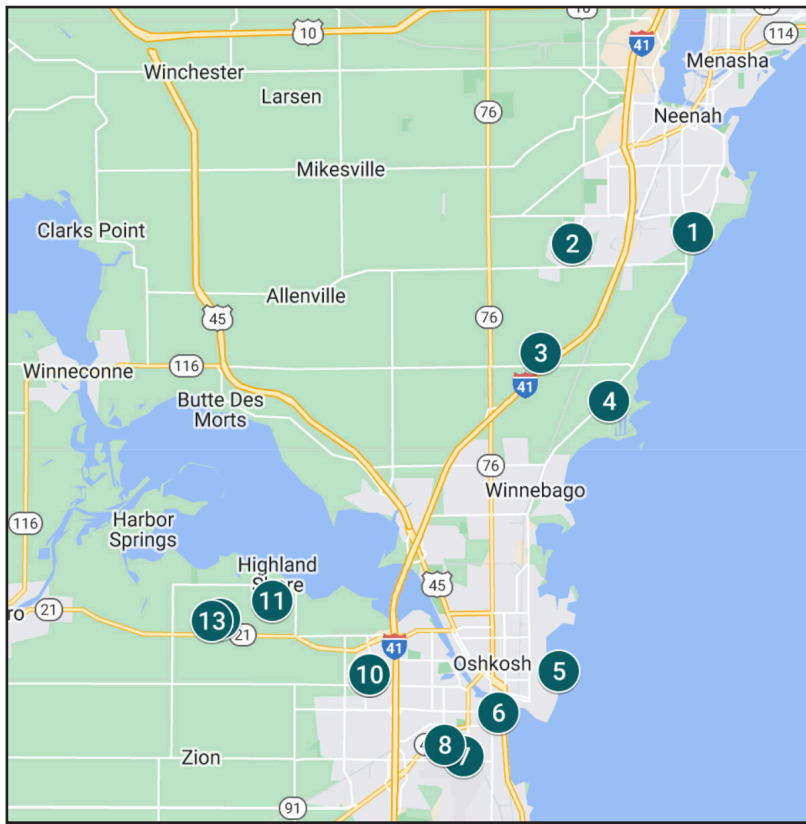 10
10
41
114
Menasha
Winchester
Larsen
76
Neenah
Mikesville
Clarks Point
2
1
Allenville
45
76
3
116
Winneconne
41
Butte Des
Morts
4
76
Winnebago
116
Harbor
Springs
Highland
Shore
45
11
21
13
21
ro
41
Oshkosh
10
5
6
8
7
Zion
91